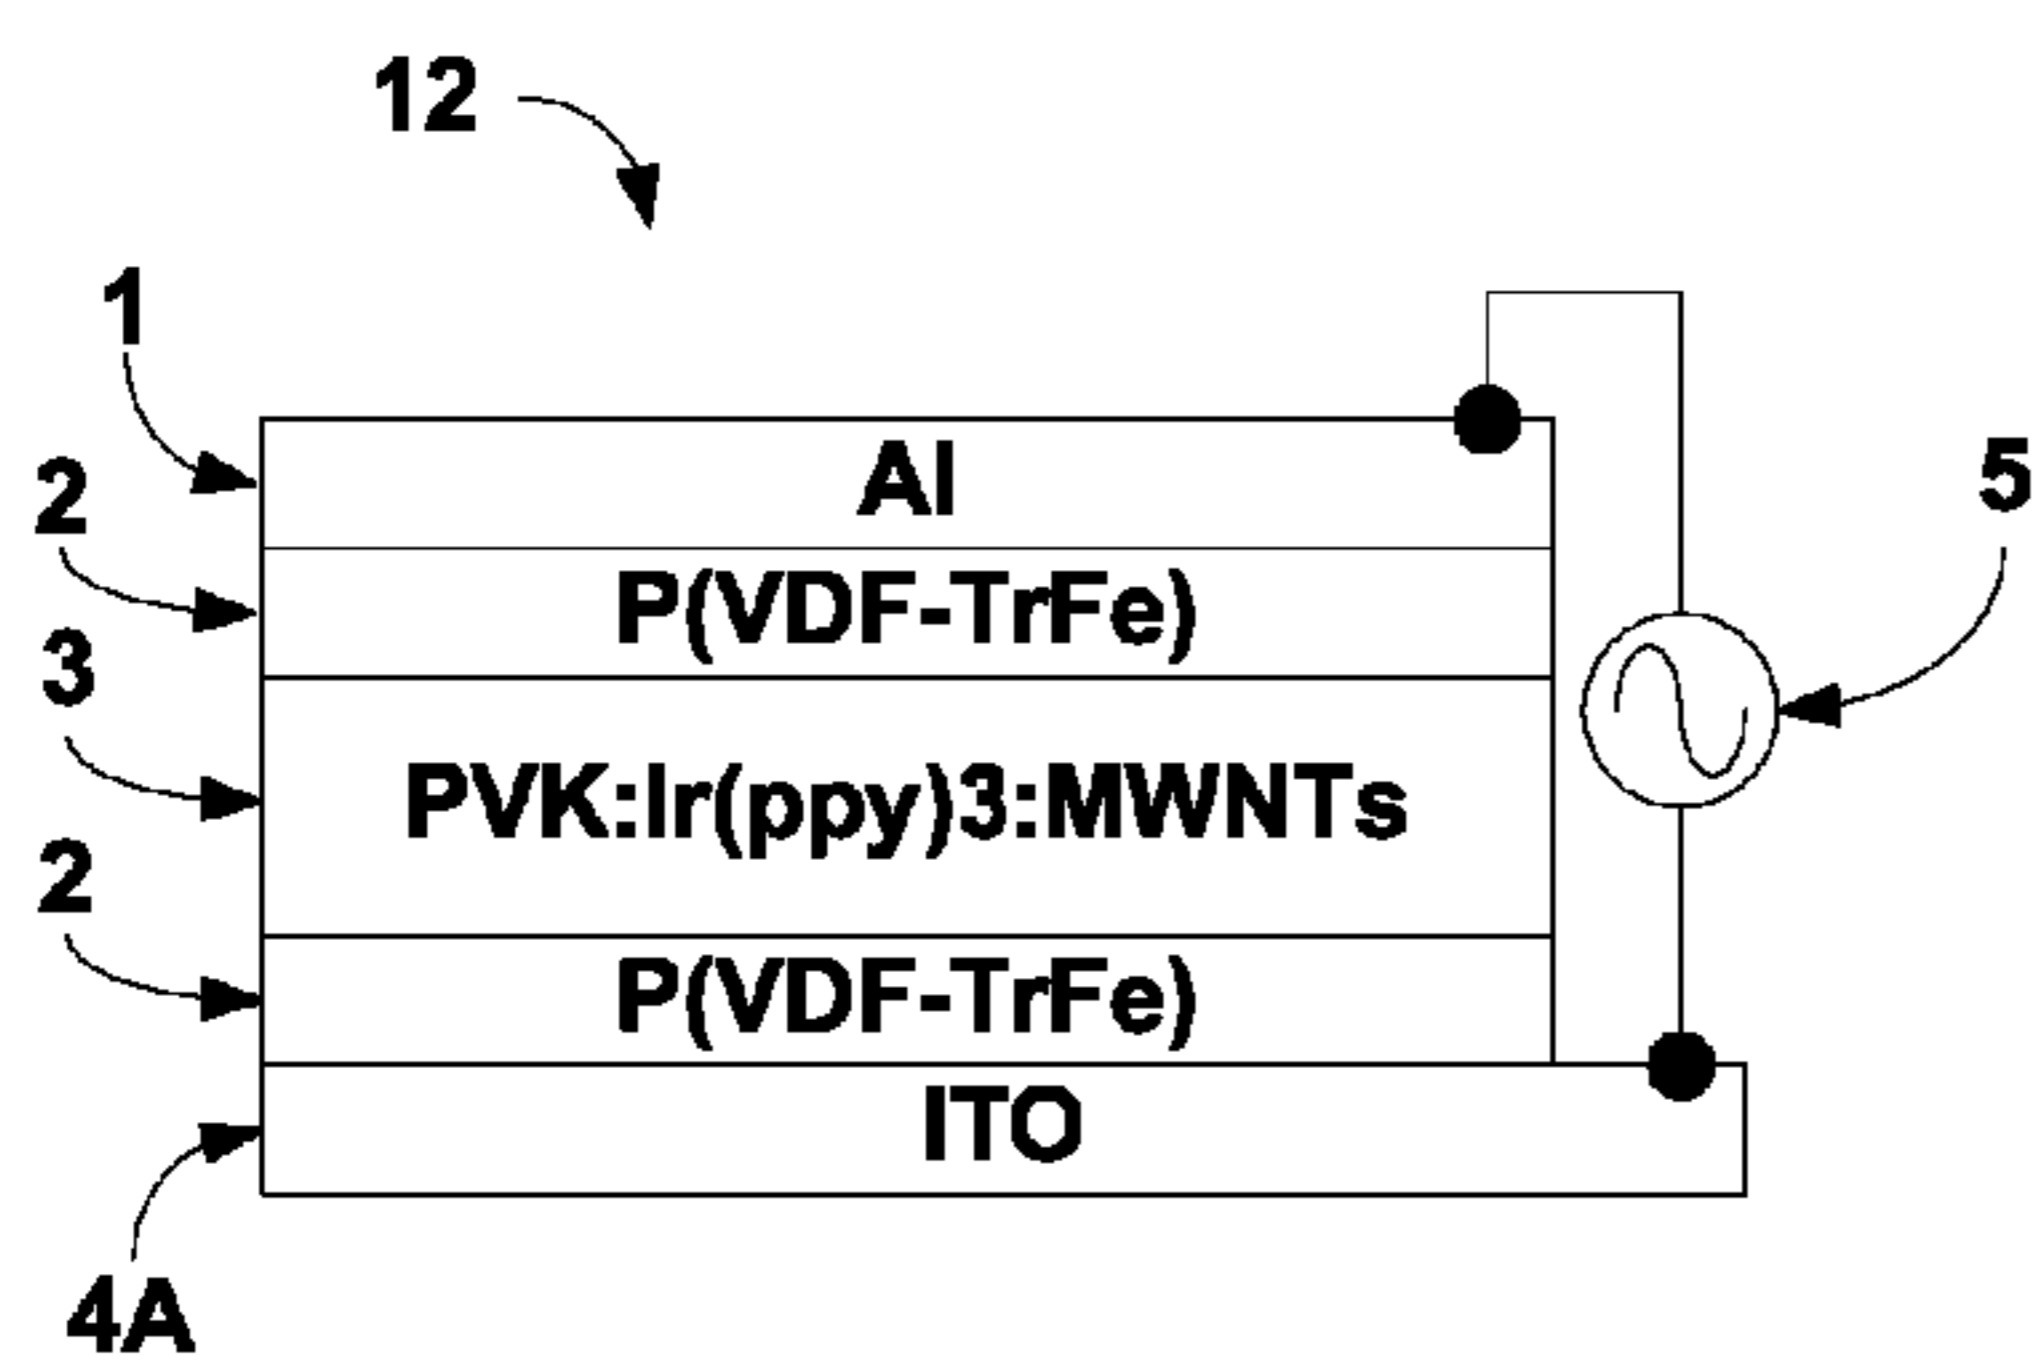 12
1
Al
5
2
P(VDF-TrFe)
3
PVK:Ir(ppy)3:MWNTs
2
P(VDF-TrFe)
ITO
4A